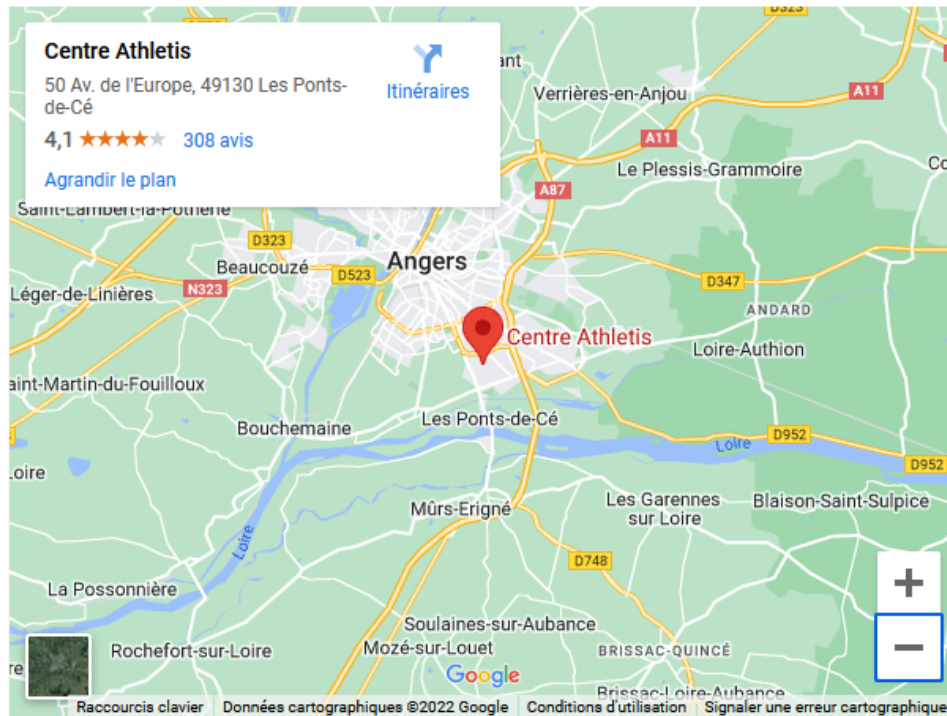 D323
Centre Athletis
50 Av. de l'Europe, 49130 Les Ponts-
de-Cé
4,1
308 avis
Agrandir le plan
Itinéraires
Verrières-en-Anjou
A11
A11
Le Plessis-Grammoire
A87
Saint-Lambert-la-Potherie
D323
Beaucouzé
D523
Angers
N323
Léger-de-Linières
D347
ANDARD
Centre Athletis
Loire-Authion
aint-Martin-du-Fouilloux
Les Ponts-de-Cé
Bouchemaine
Loire
D952
D952
Loire
Mûrs-Erigné
Les Garennes
sur Loire
Blaison-Saint-Sulpice
Loire
D748
La Possonnière
Soulaines-sur-Aubance
Rochefort-sur-Loire
Mozé-sur-Louet
BRISSAC-QUINCÉ
Google
Brissac-Loire-Aubance
Raccourcis clavier
Données cartographiques ©2022 Google
Conditions d'utilisation
Signaler une erreur cartographique